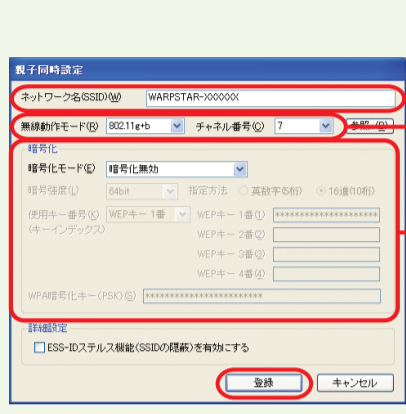 親子同時設定
ネットワーク名(SSID)(W) WARPSTAR-XXXXXX
無線動作モード(R) 802.11g+b チャネル番号(C) 7 参照 (P)
暗号化
暗号化モード(E) 暗号化無効
暗号強度(L) 64bit 指定方法 英数字(5桁) 16進(10桁)
使用キー番号(K) WEPキー 1番 WEPキー 1番(1) **********************
(キーインデックス) WEPキー 2番(2)
WEPキー 3番(3)
WEPキー 4番(4)
WPA暗号化キー(PSK)(S) *************************
詳細設定
ESS-IDステルス機能(SSIDの隠蔽)を有効にする
登録 キャンセル